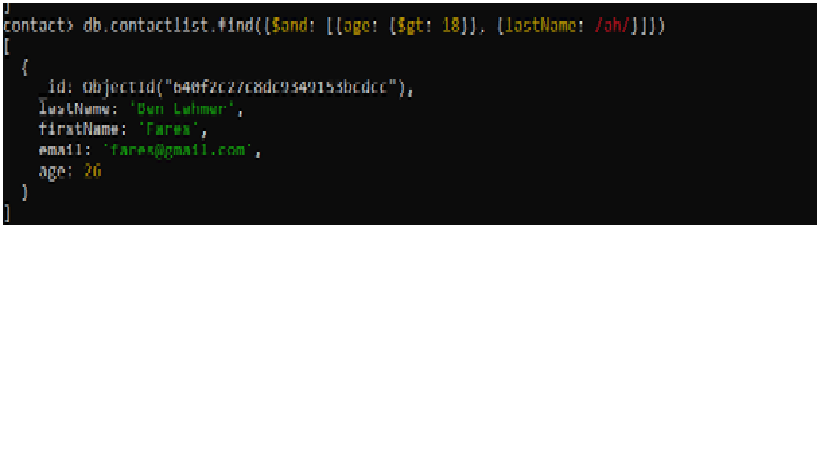 ]
contact> db.contactlist.find({$and: [{age: {$gt: 18}}, {lastName: /ah/}]})
[
{
_id: ObjectId("640f2c27c8dc9349153bcdcc"),
lastName: 'Ben Lahmer',
firstName: 'Fares',
email: 'fares@gmail.com',
age: 26
}
]